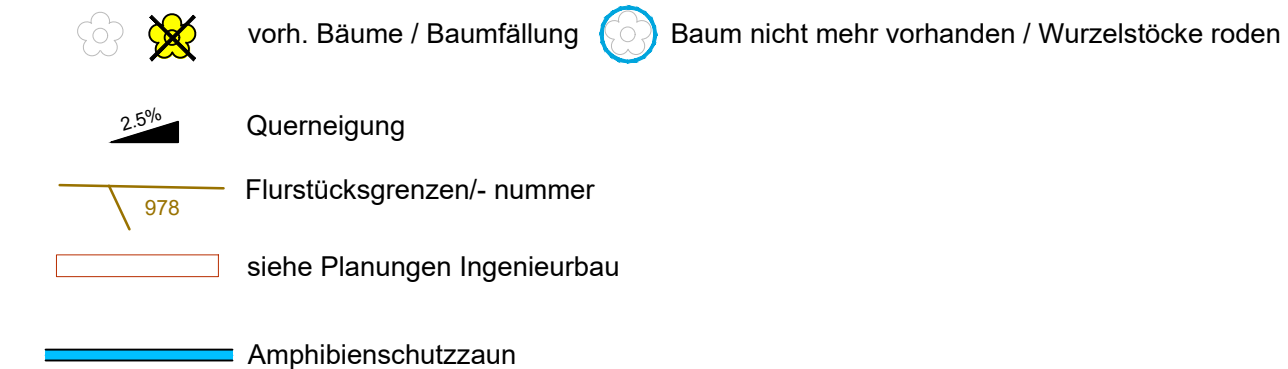 vorh. Bäume / Baumfällung Baum nicht mehr vorhanden / Wurzelstöcke roden
2.5% Querneigung
Flurstücksgrenzen/- nummer
978
siehe Planungen Ingenieurbau
Amphibienschutzzaun